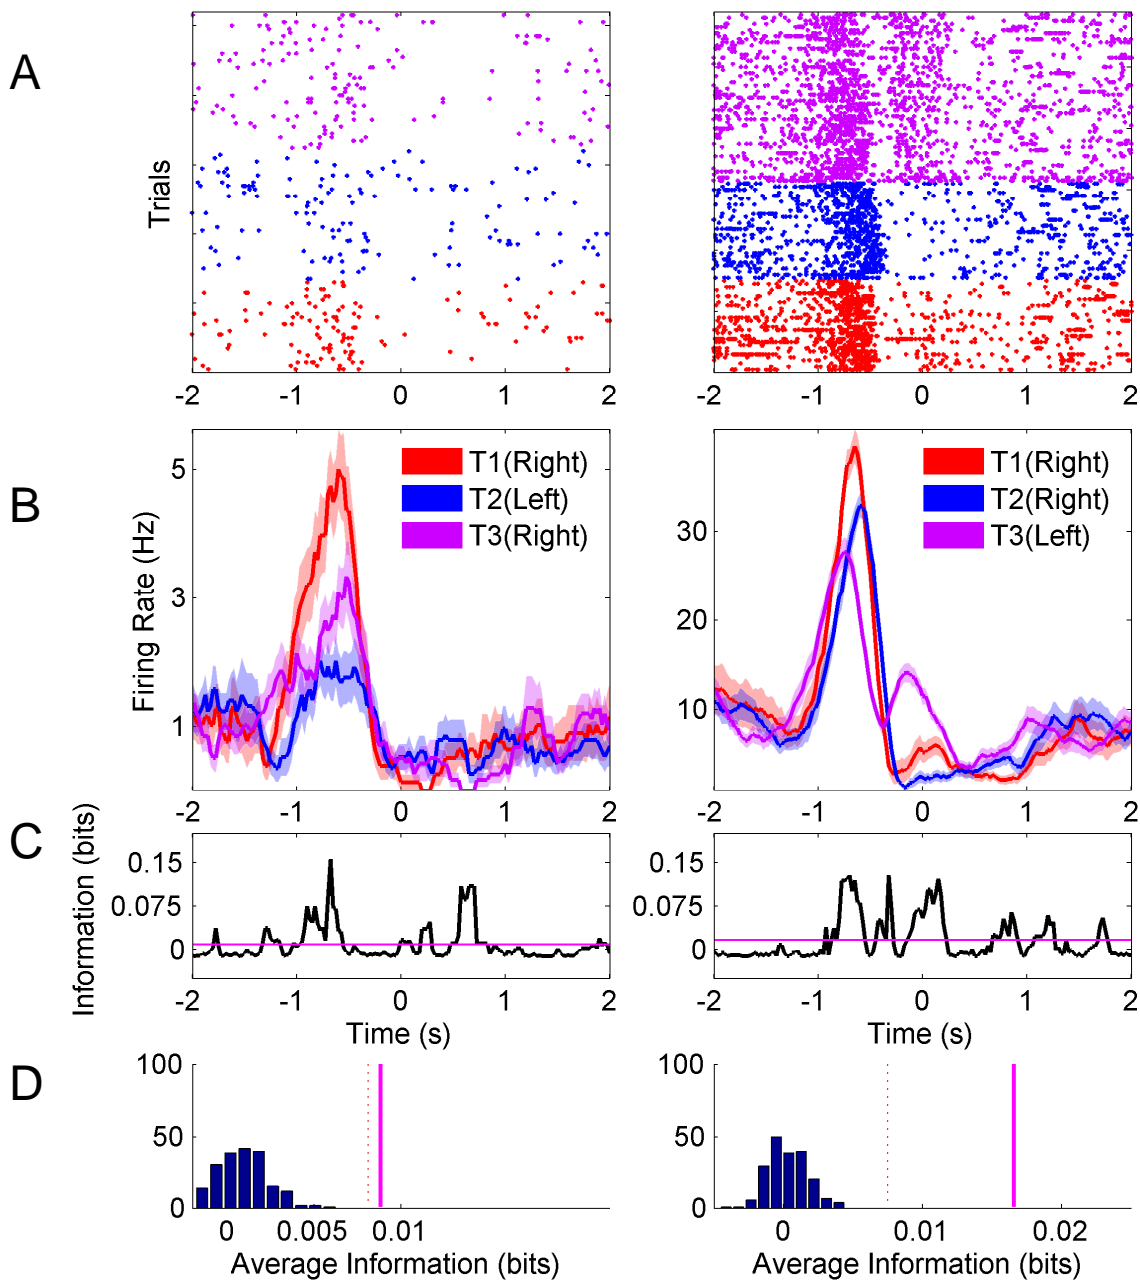 A
Trials
-2 -1 0 1 2
-2 -1 0 1 2
B
Firing Rate (Hz)
5
3
1
T1(Right)
T2(Left)
T3(Right)
-2 -1 0 1 2
30
20
10
T1(Right)
T2(Right)
T3(Left)
-2 -1 0 1 2
C
Information (bits)
0.15
0.075
0
-2 -1 0 1 2
Time (s)
0.15
0.075
0
-2 -1 0 1 2
Time (s)
D
100
50
0
0 0.005 0.01
Average Information (bits)
100
50
0
0 0.01 0.02
Average Information (bits)